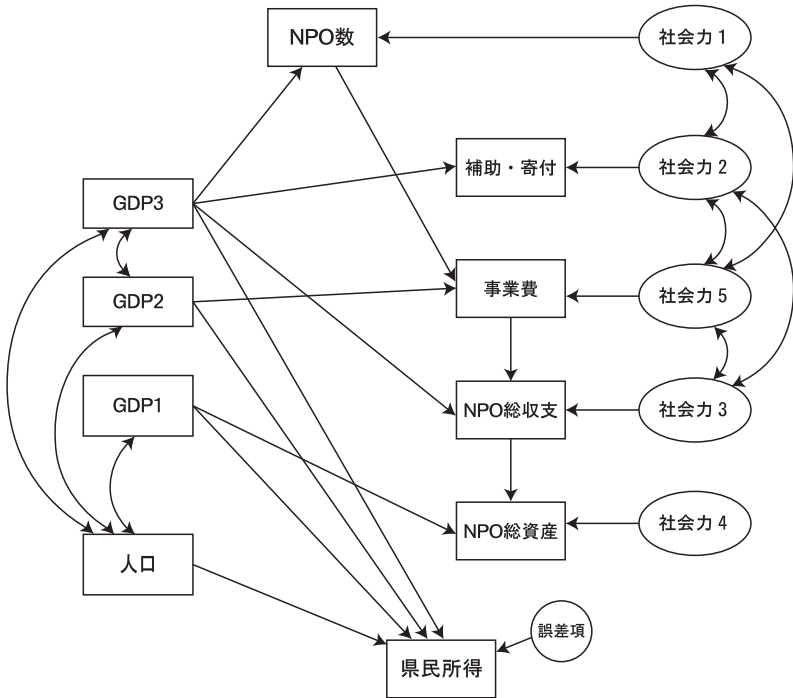 NPO数
社会力1
補助・寄付
社会力2
GDP3
GDP2
事業費
社会力5
GDP1
NPO総収支
社会力3
人口
NPO総資産
社会力4
誤差項
県民所得